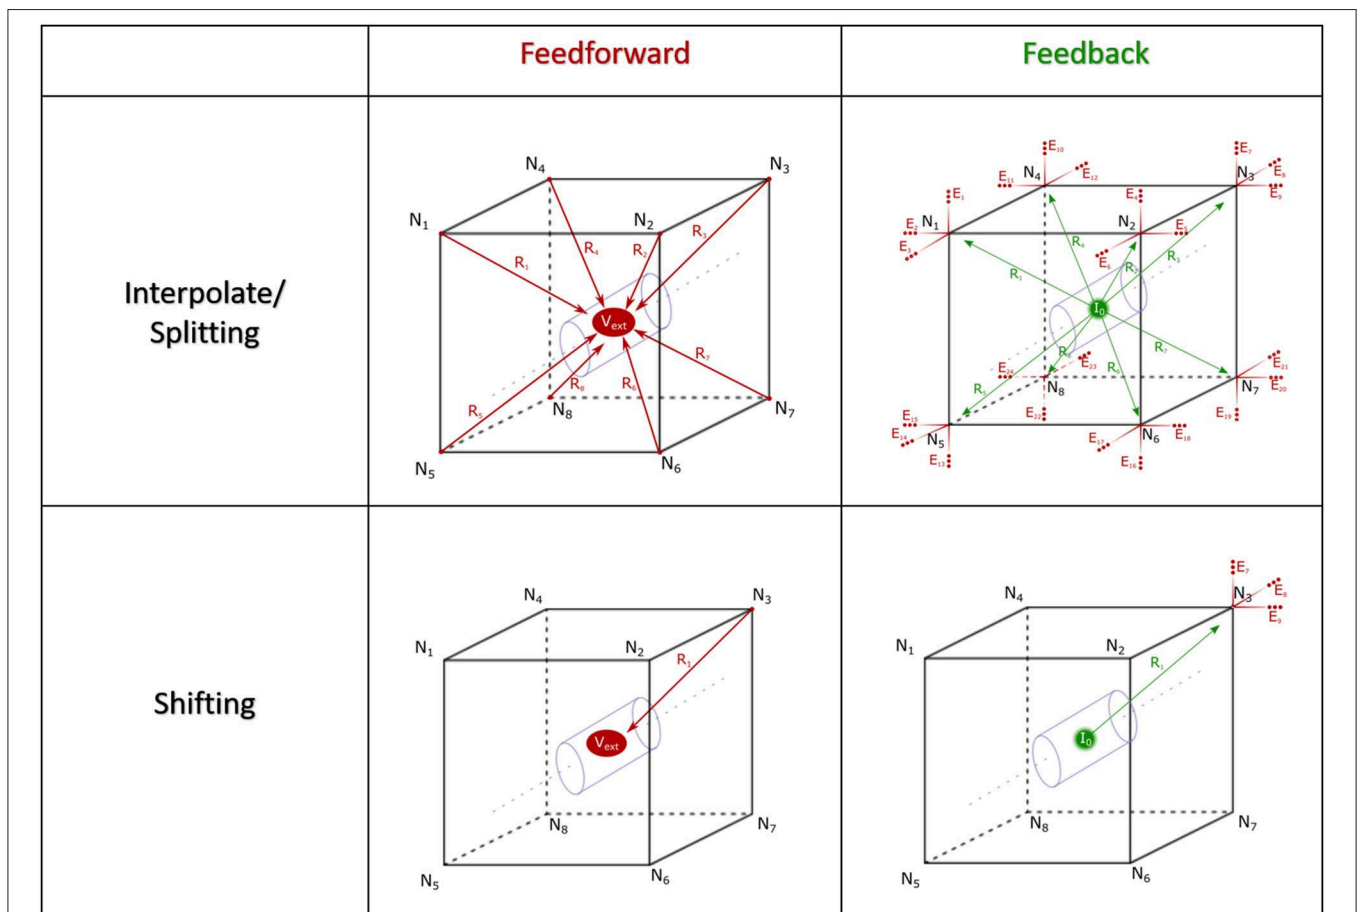 Feedforward
Feedback
Interpolate/
Splitting
N4
N3
N1
N2
R4
R2
R3
R1
Vext
R7
R5
R8
R6
N8
N7
N5
N6
E10
E7
N4
E11
E12
N3
E8
E9
E1
E4
E2
N1
N2
E5
E3
E6
R4
R2
R3
R1
I0
R8
R7
R5
R6
E24
E23
E21
N8
N7
E20
E22
E19
E15
E14
N5
E17
N6
E18
E13
E16
Shifting
N4
N3
N1
N2
R1
Vext
N8
N7
N5
N6
E7
N4
N3
E8
E9
N1
N2
R1
I0
N8
N7
N5
N6